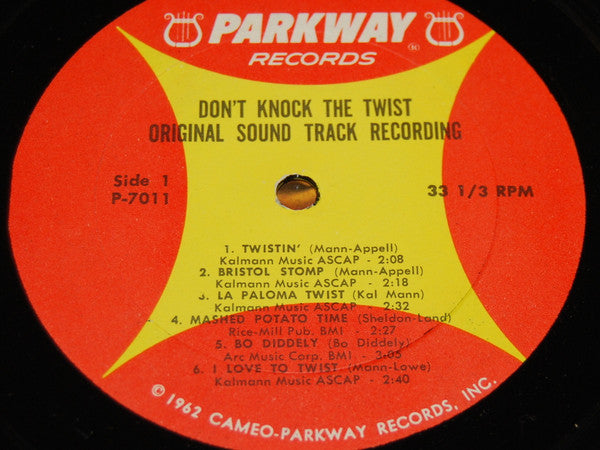 PARKWAY ®
RECORDS
DON'T KNOCK THE TWIST
ORIGINAL SOUND TRACK RECORDING
Side 1
P-7011
33 1/3 RPM
1. TWISTIN' (Mann-Appell)
Kalmann Music ASCAP - 2:08
2. BRISTOL STOMP (Mann-Appell)
Kalmann Music ASCAP - 2:18
3. LA PALOMA TWIST (Kal Mann)
Kalmann Music ASCAP - 2:32
4. MASHED POTATO TIME (Sheldon-Land)
Rice-Mill Pub. BMI - 2:27
5. BO DIDDELY (Bo Diddely)
Arc Music Corp. BMI - 3:05
6. I LOVE TO TWIST (Mann-Lowe)
Kalmann Music ASCAP - 2:40
© 1962 CAMEO-PARKWAY RECORDS, INC.